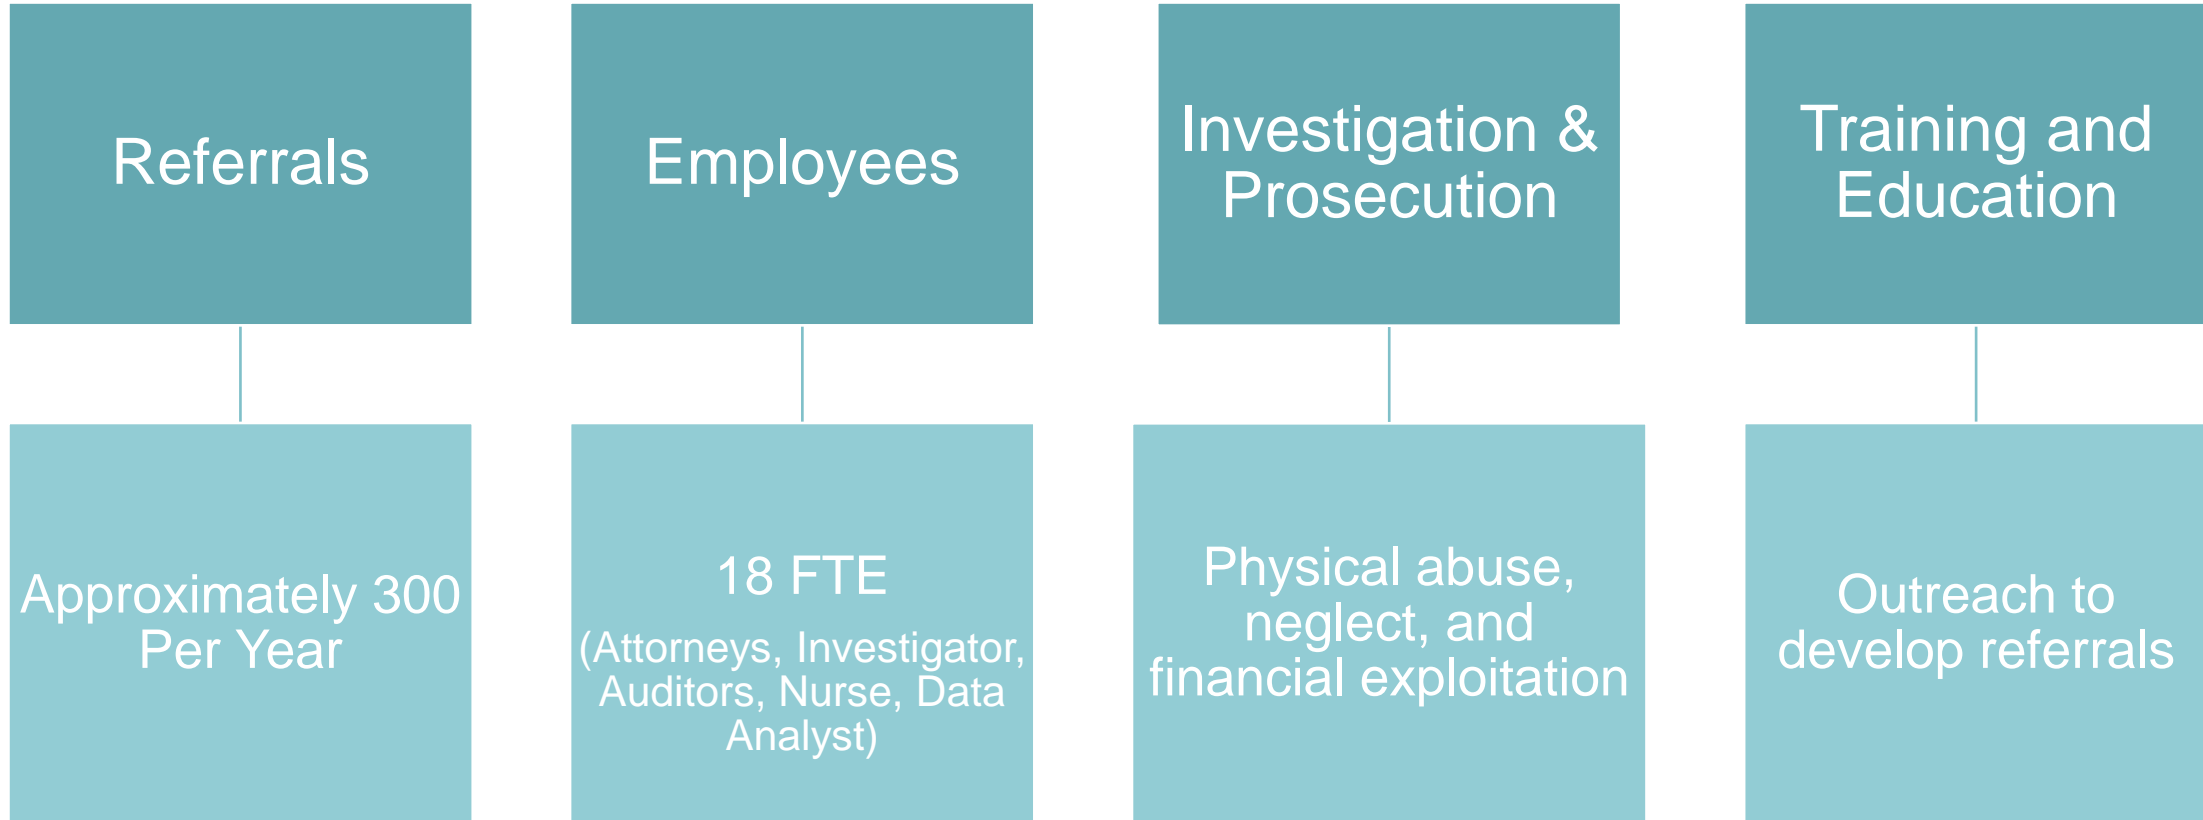 Referrals
Employees
Investigation &
Prosecution
Training and
Education
Approximately 300
Per Year
18 FTE
(Attorneys, Investigator,
Auditors, Nurse, Data
Analyst)
Physical abuse,
neglect, and
financial exploitation
Outreach to
develop referrals